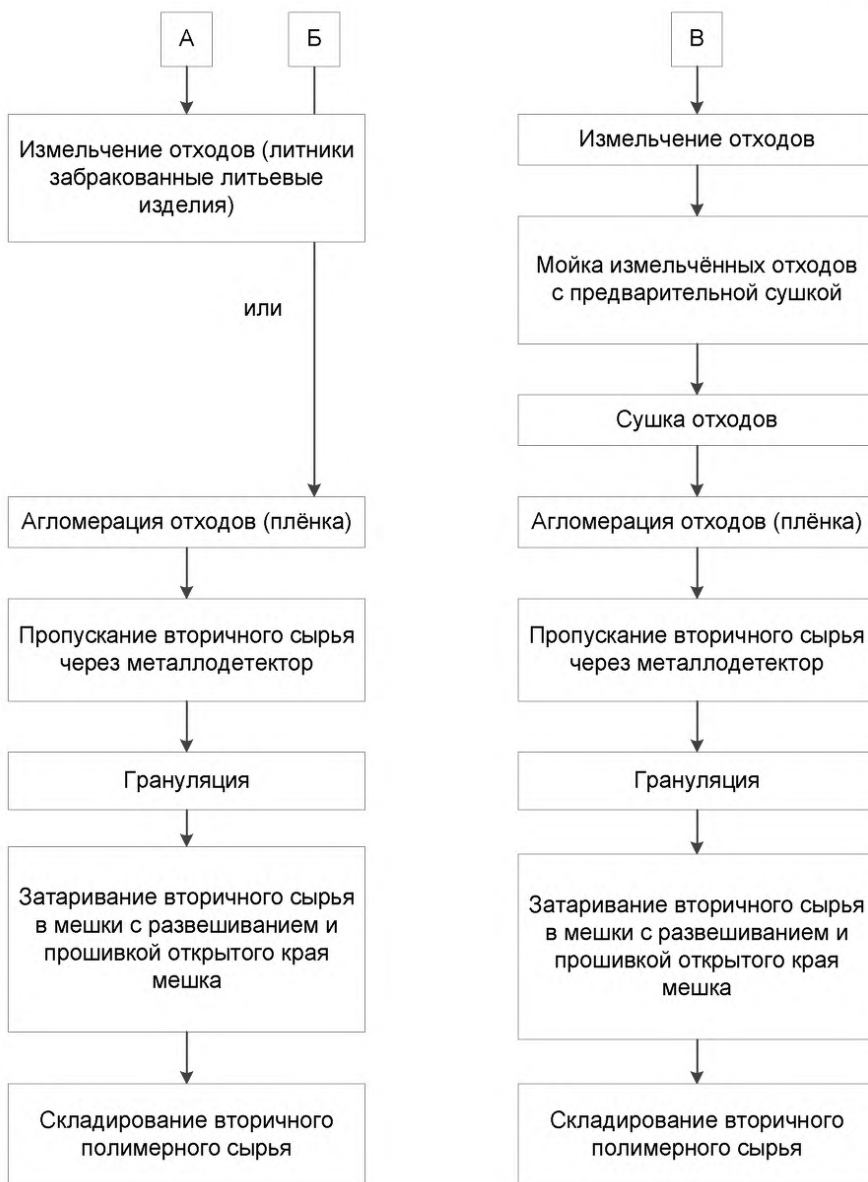 А
Б
Измельчение отходов (литники
забракованные литьевые
изделия)
или
Агломерация отходов (плёнка)
Пропускание вторичного сырья
через металлодетектор
Грануляция
Затаривание вторичного сырья
в мешки с развешиванием и
прошивкой открытого края
мешка
Складирование вторичного
полимерного сырья
В
Измельчение отходов
Мойка измельчённых отходов
с предварительной сушкой
Сушка отходов
Агломерация отходов (плёнка)
Пропускание вторичного сырья
через металлодетектор
Грануляция
Затаривание вторичного сырья
в мешки с развешиванием и
прошивкой открытого края
мешка
Складирование вторичного
полимерного сырья